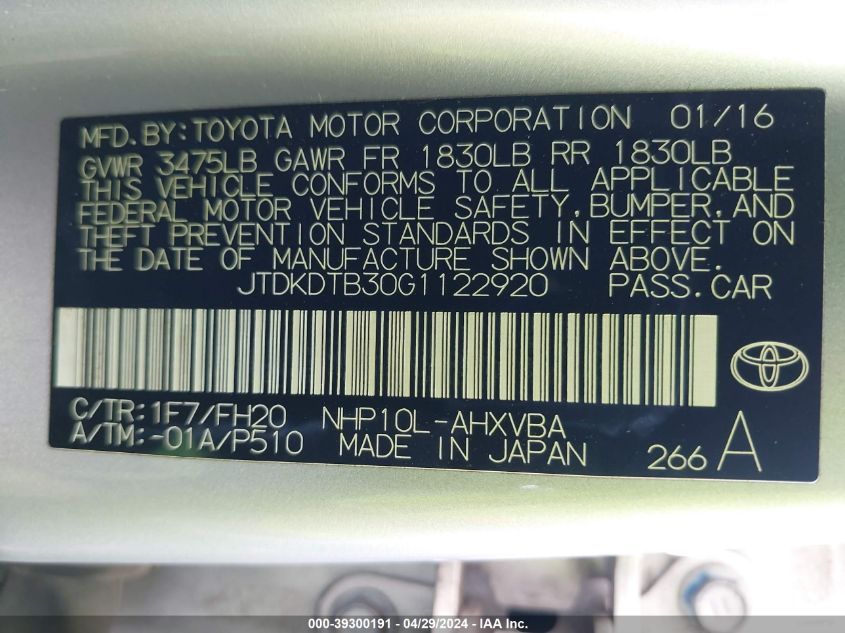 MFD. BY: TOYOTA MOTOR CORPORATION 01/16
GVWR 3475LB GAWR FR 1830LB RR 1830LB
THIS VEHICLE CONFORMS TO ALL APPLICABLE
FEDERAL MOTOR VEHICLE SAFETY, BUMPER, AND
THEFT PREVENTION STANDARDS IN EFFECT ON
THE DATE OF MANUFACTURE SHOWN ABOVE.
JTDKDTB30G1122920 PASS. CAR
C/TR: 1F7/FH20 NHP10L-AHXVBA
A/TM: -01A/P510 MADE IN JAPAN 266 A
000-39300191 - 04/29/2024 - IAA Inc.